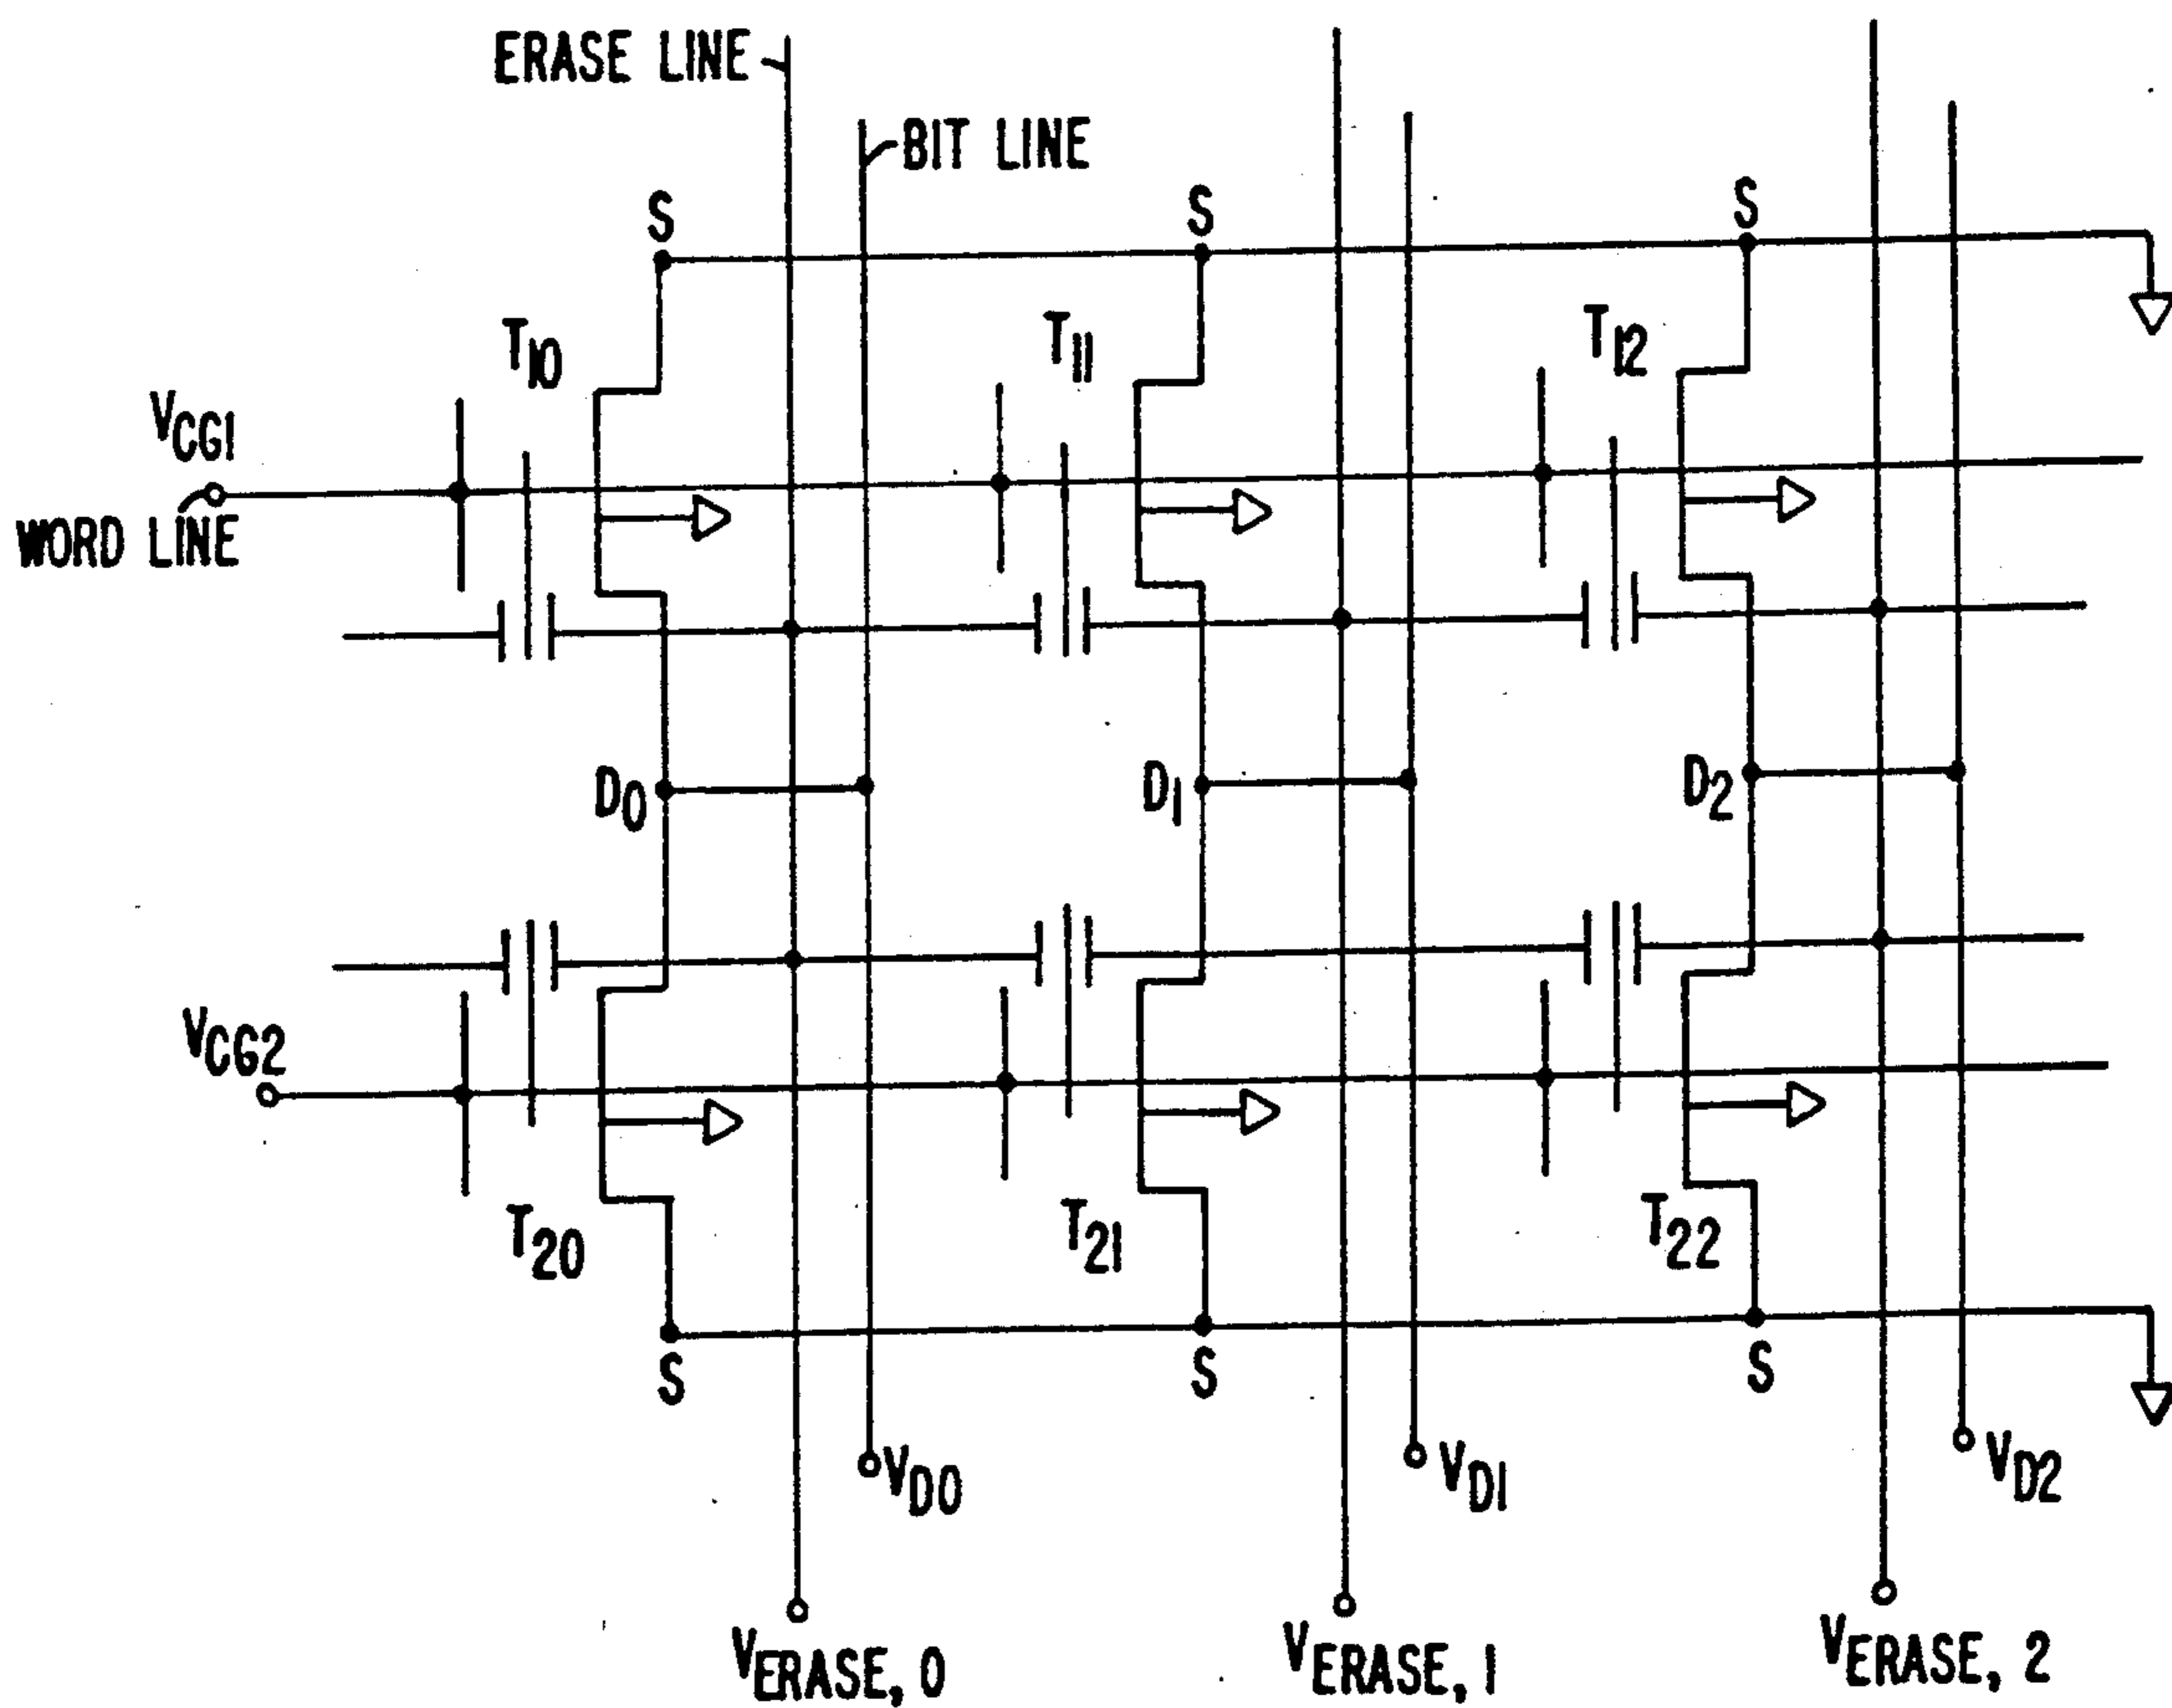 ERASE LINE
BIT LINE
S S S
T10 T11 T12
VCG1
WORD LINE
D0 D1 D2
VCG2
T20 T21 T22
S S S
VD0 VD1 VD2
VERASE, 0 VERASE, 1 VERASE, 2